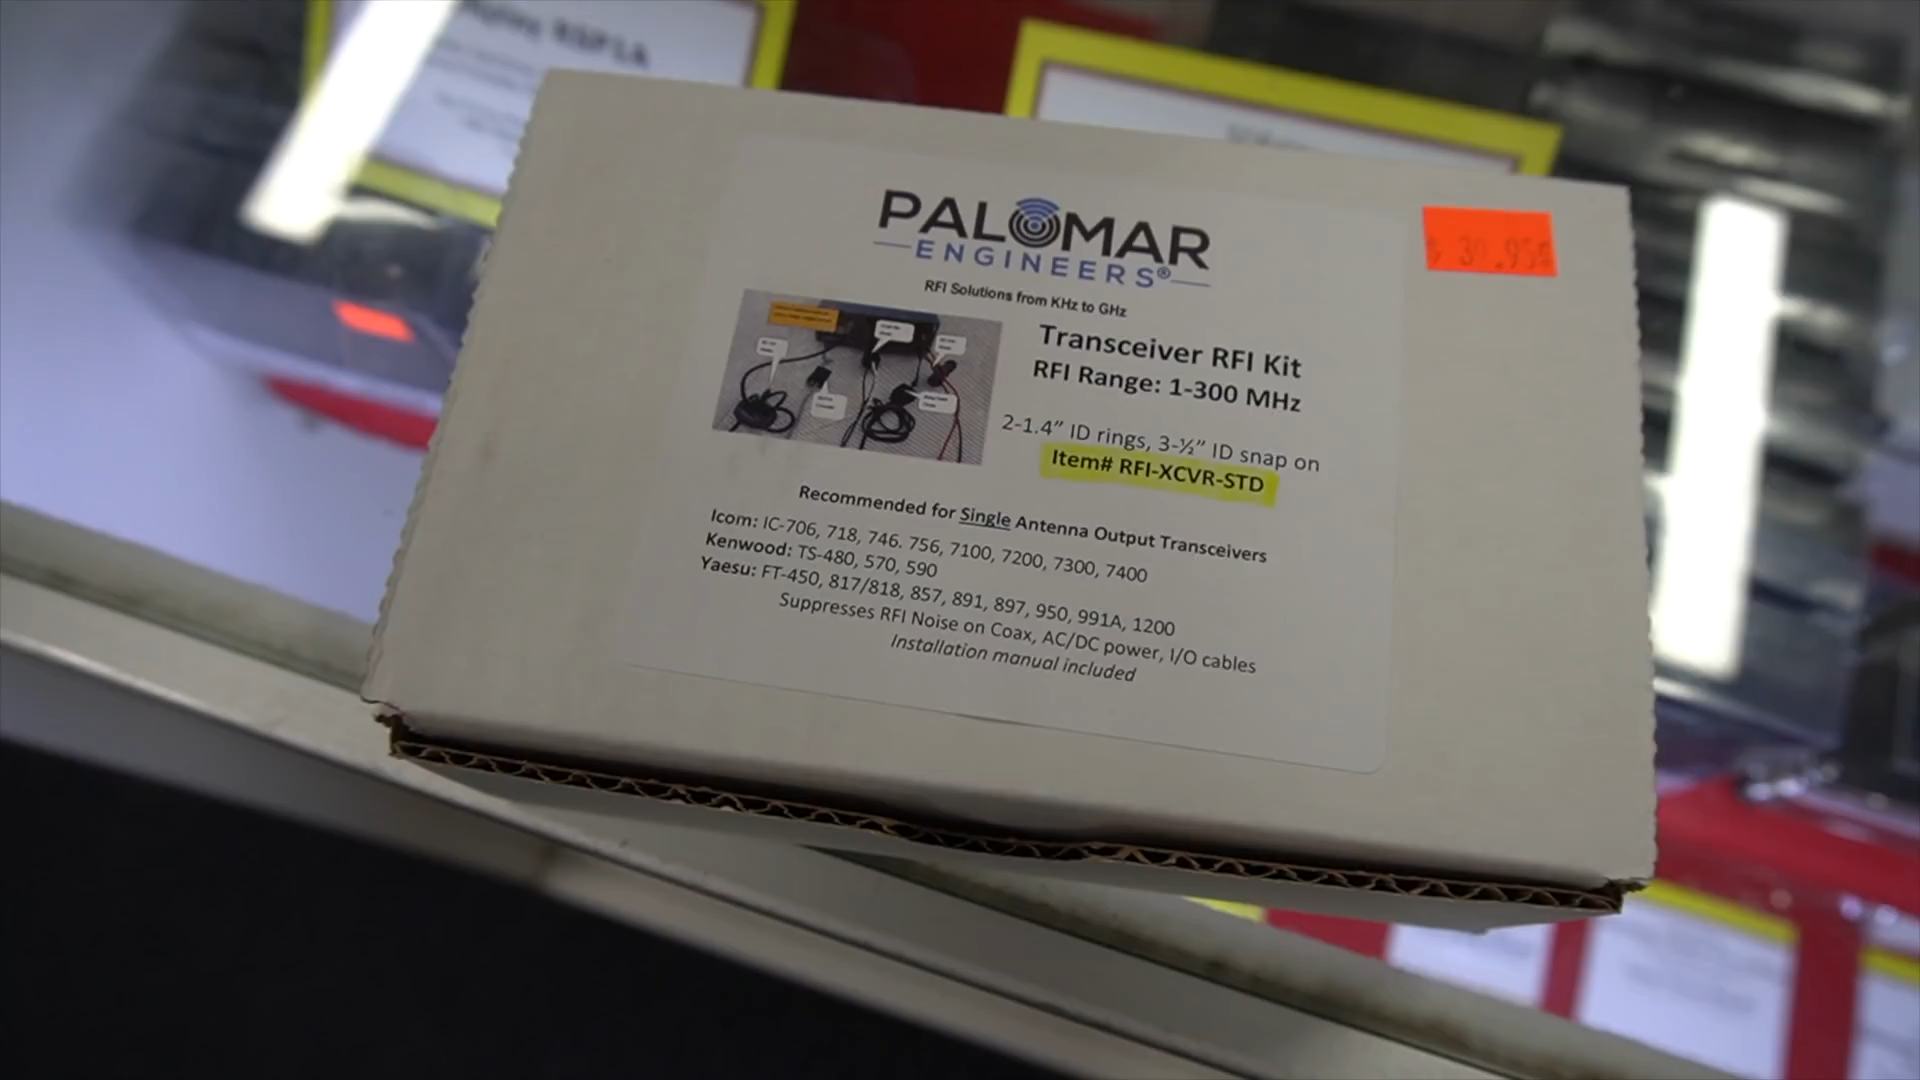 RSP1A
PALOMAR
ENGINEERS®
RFI Solutions from KHz to GHz
Transceiver RFI Kit
RFI Range: 1-300 MHz
2-1.4” ID rings, 3-½” ID snap on
Item# RFI-XCVR-STD
Recommended for Single Antenna Output Transceivers
Icom: IC-706, 718, 746. 756, 7100, 7200, 7300, 7400
Kenwood: TS-480, 570, 590
Yaesu: FT-450, 817/818, 857, 891, 897, 950, 991A, 1200
Suppresses RFI Noise on Coax, AC/DC power, I/O cables
Installation manual included